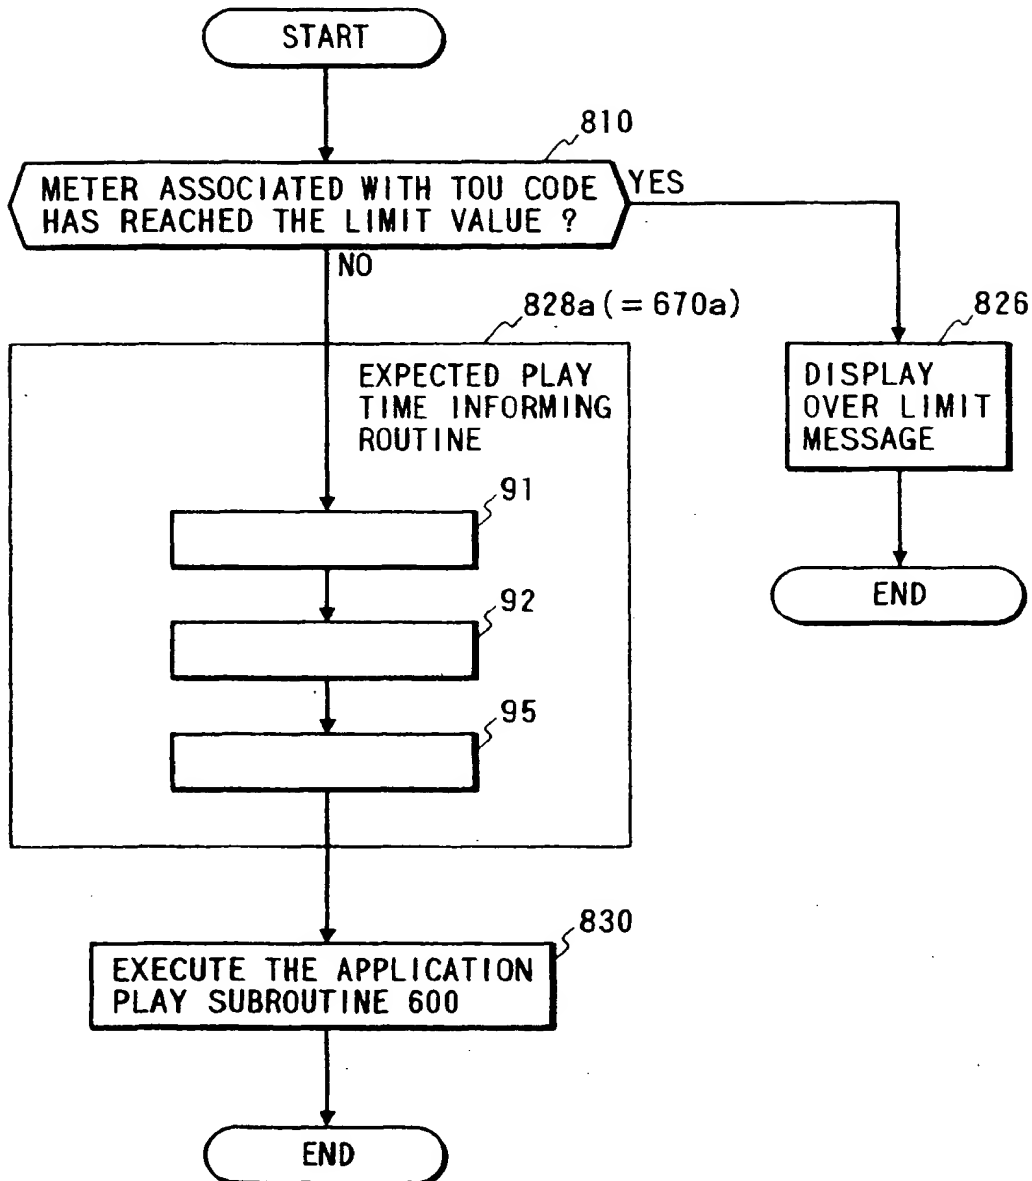 START
810
METER ASSOCIATED WITH TOU CODE
HAS REACHED THE LIMIT VALUE ?
YES
NO
828a (= 670a)
826
EXPECTED PLAY
TIME INFORMING
ROUTINE
DISPLAY
OVER LIMIT
MESSAGE
91
92
END
95
830
EXECUTE THE APPLICATION
PLAY SUBROUTINE 600
END